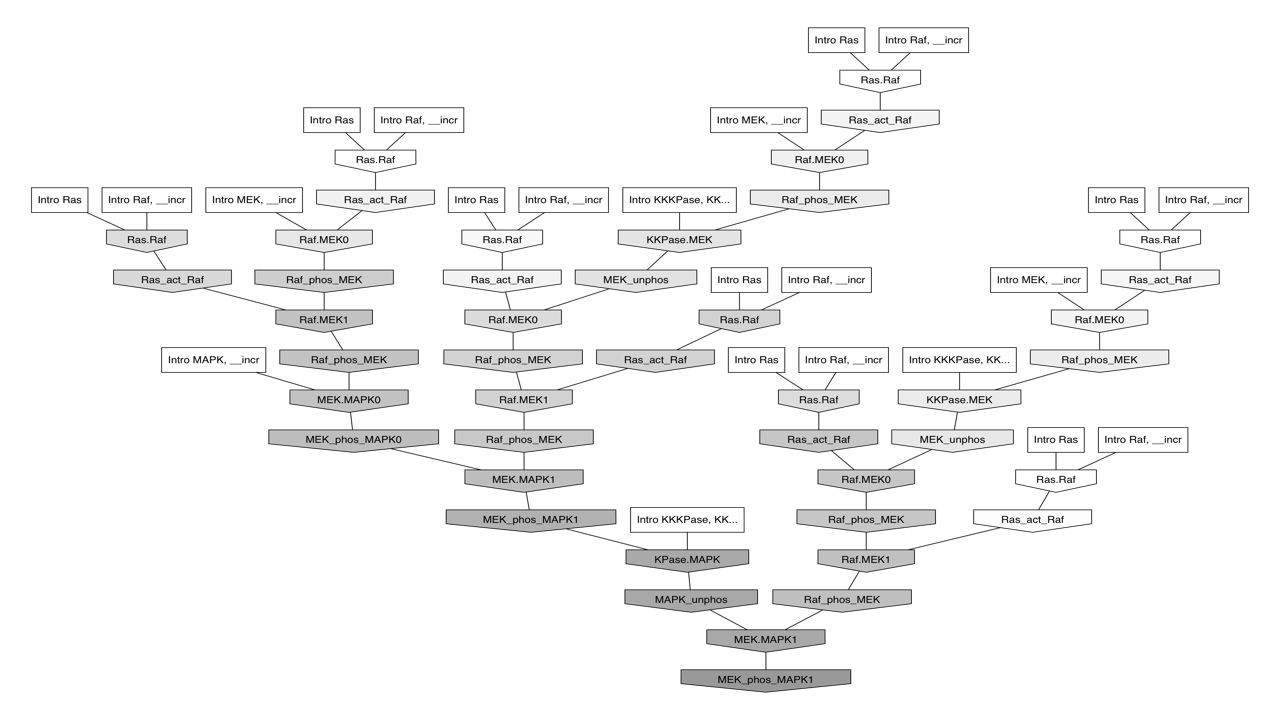 Intro Ras
Intro Raf, __incr
Ras.Raf
Intro Ras
Intro Raf, __incr
Intro MEK, __incr
Ras_act_Raf
Ras.Raf
Raf.MEK0
Intro Ras
Intro Raf, __incr
Intro MEK, __incr
Ras_act_Raf
Intro Ras
Intro Raf, __incr
Intro KKKPase, KK...
Raf_phos_MEK
Intro Ras
Intro Raf, __incr
Ras.Raf
Raf.MEK0
Ras.Raf
KKPase.MEK
Ras.Raf
Ras_act_Raf
Raf_phos_MEK
Ras_act_Raf
MEK_unphos
Intro Ras
Intro Raf, __incr
Intro MEK, __incr
Ras_act_Raf
Raf.MEK1
Raf.MEK0
Ras.Raf
Raf.MEK0
Intro MAPK, __incr
Raf_phos_MEK
Raf_phos_MEK
Ras_act_Raf
Intro Ras
Intro Raf, __incr
Intro KKKPase, KK...
Raf_phos_MEK
MEK.MAPK0
Raf.MEK1
Ras.Raf
KKPase.MEK
MEK_phos_MAPK0
Raf_phos_MEK
Ras_act_Raf
MEK_unphos
Intro Ras
Intro Raf, __incr
MEK.MAPK1
Raf.MEK0
Ras.Raf
MEK_phos_MAPK1
Intro KKKPase, KK...
Raf_phos_MEK
Ras_act_Raf
KPase.MAPK
Raf.MEK1
MAPK_unphos
Raf_phos_MEK
MEK.MAPK1
MEK_phos_MAPK1